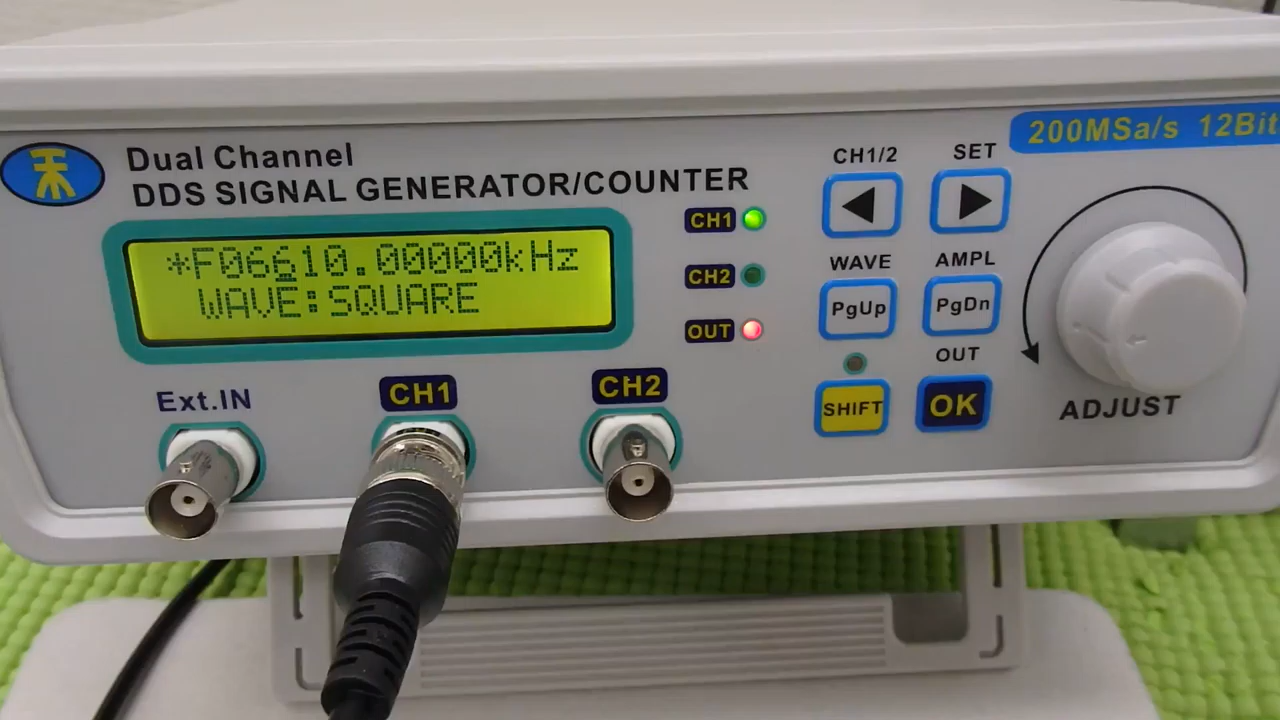 Dual Channel
DDS SIGNAL GENERATOR/COUNTER
200MSa/s 12Bit
*F06610.00000kHz
WAVE:SQUARE
CH1
CH2
OUT
CH1/2
SET
WAVE
AMPL
PgUp
PgDn
OUT
SHIFT
OK
ADJUST
Ext.IN
CH1
CH2